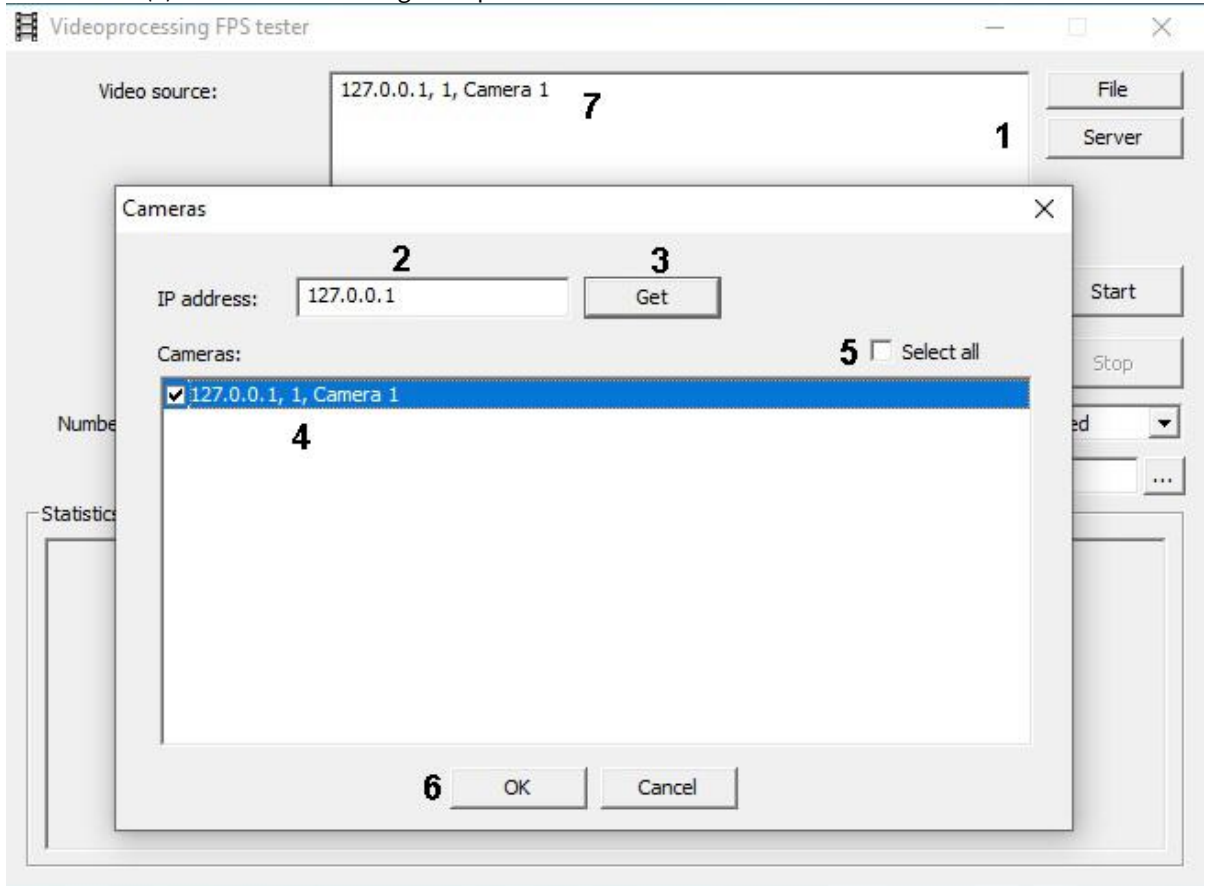 Videoprocessing FPS tester
Video source:
127.0.0.1, 1, Camera 1
7
File
1
Server
Cameras
2
3
IP address:
127.0.0.1
Get
Start
Cameras:
5
Select all
Stop
127.0.0.1, 1, Camera 1
4
Numbe
ed
...
Statistics
6
OK
Cancel